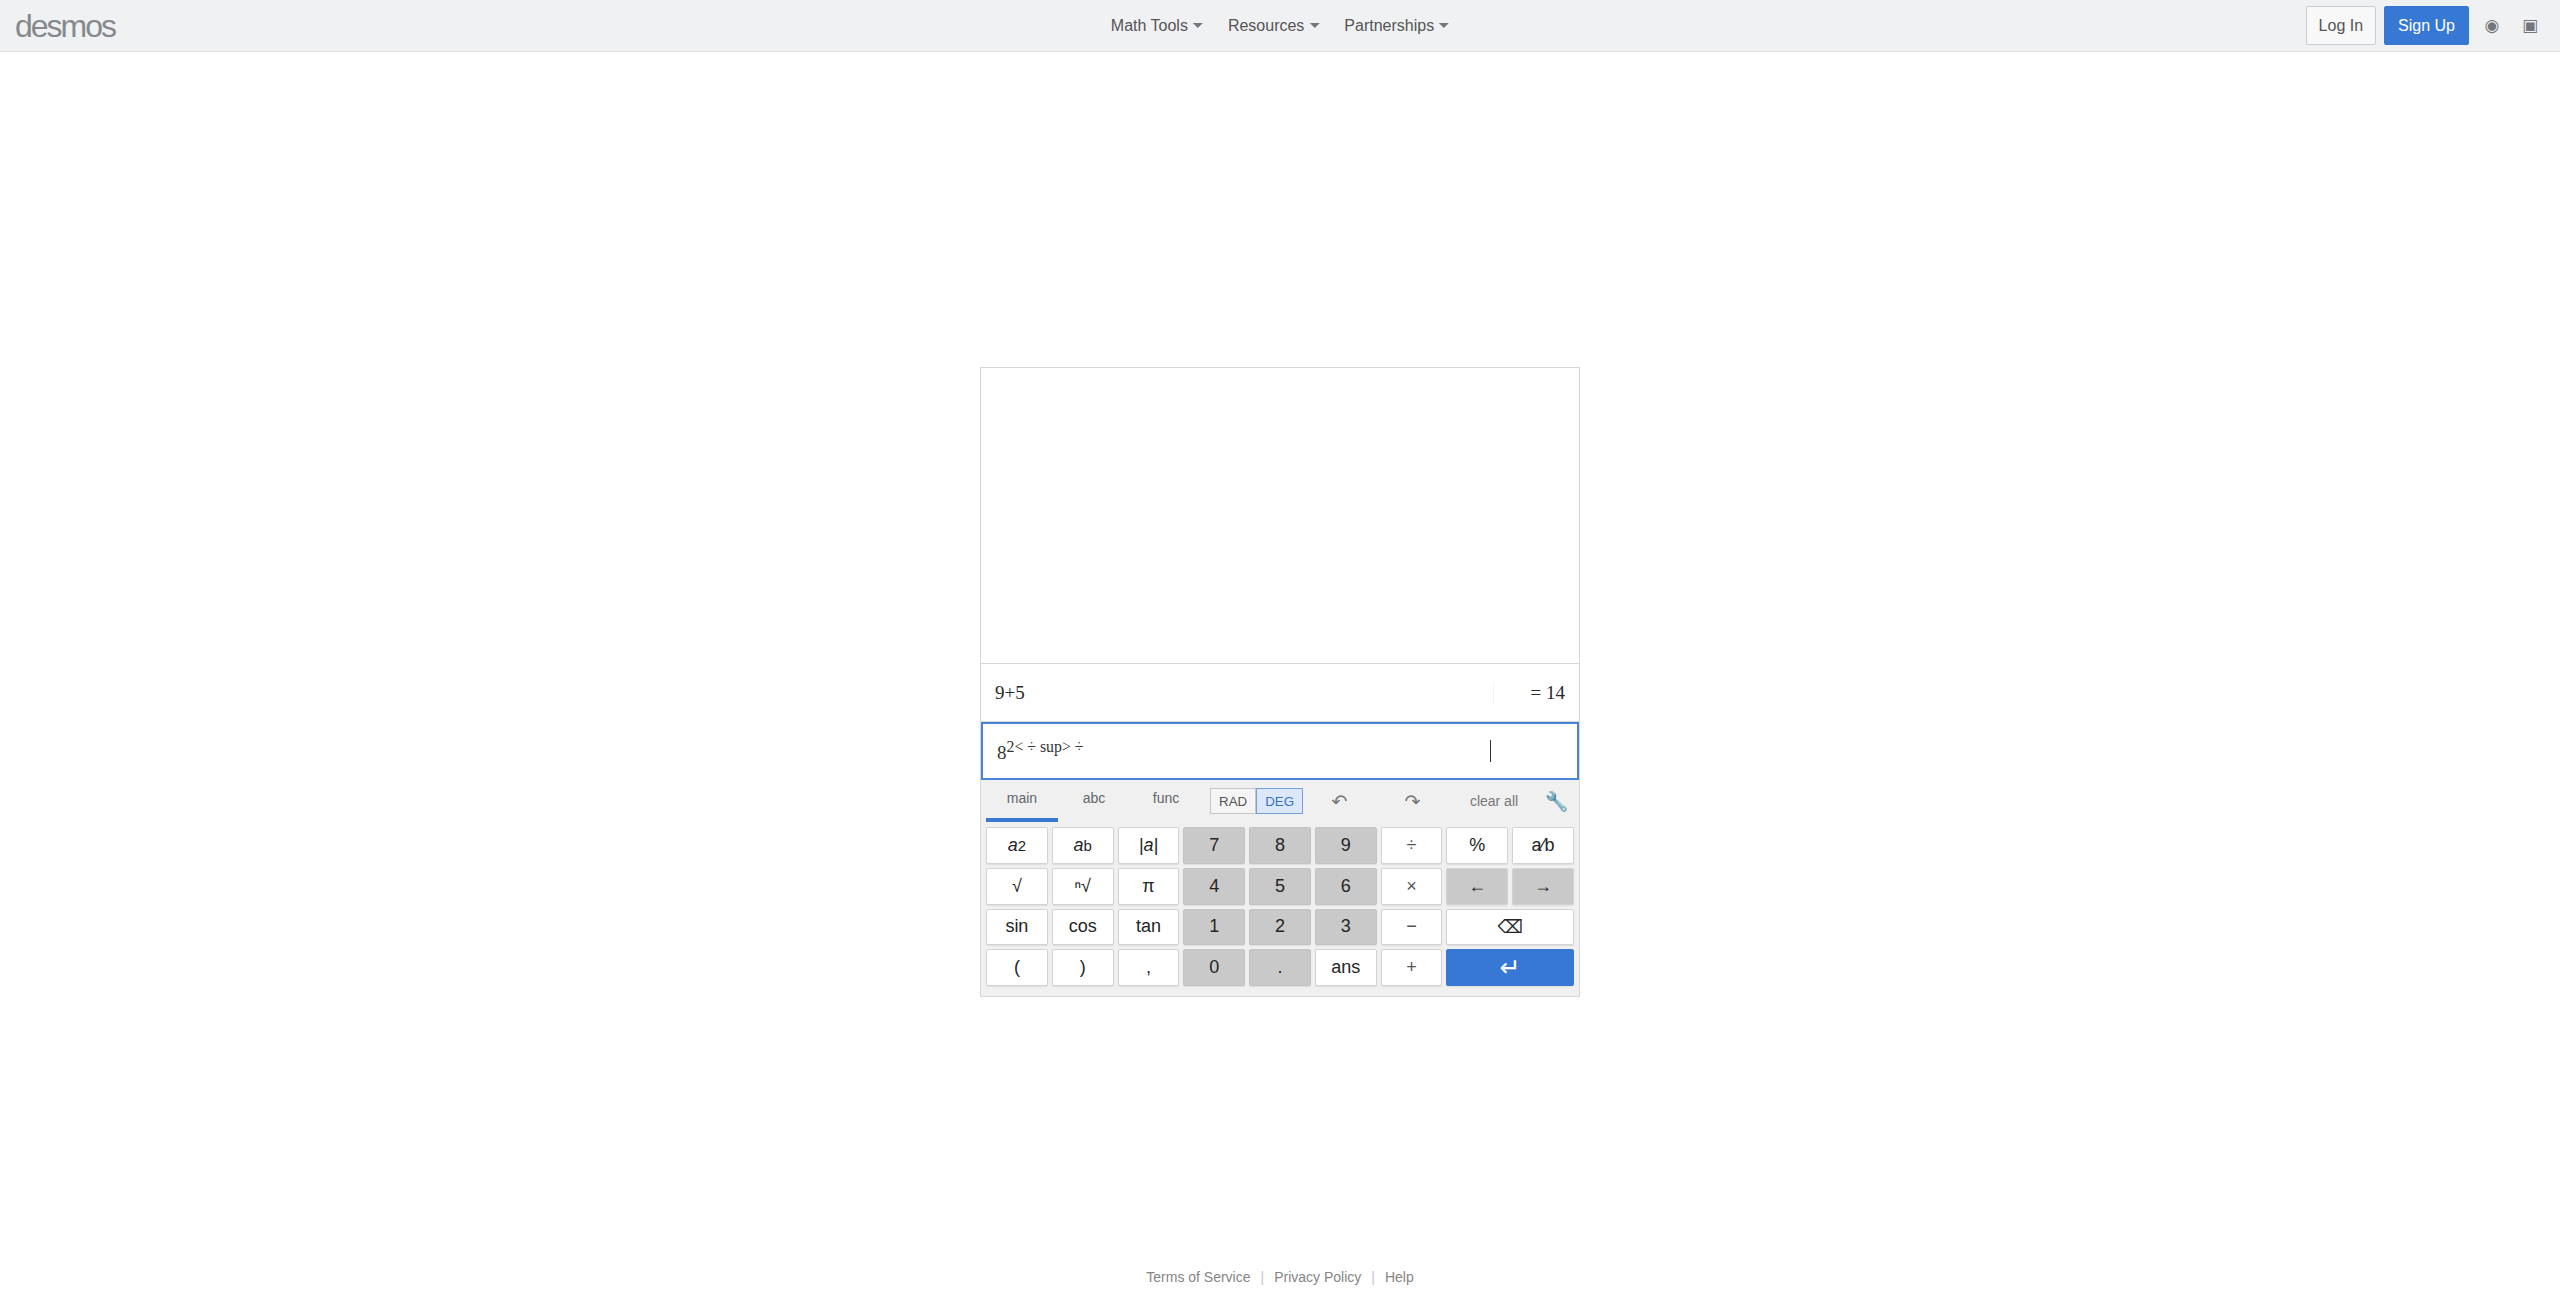 desmos
Math Tools Resources Partnerships
Log In Sign Up
9+5 = 14
8²< ÷ sup> ÷
main abc func RAD DEG ↶ ↷ clear all
a2 ab |a| 7 8 9 ÷ % a⁄b
√ ⁿ√ π 4 5 6 × ← →
sin cos tan 1 2 3 − ⌫
( ) , 0 . ans + ↵
Terms of Service | Privacy Policy | Help